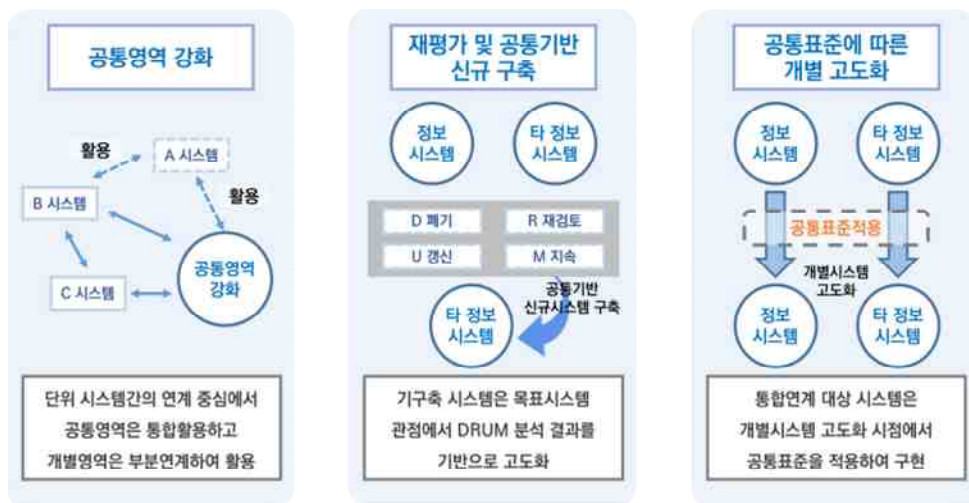 공통영역 강화
활용
A 시스템
활용
B 시스템
C 시스템
공통영역
강화
단위 시스템간의 연계 중심에서
공통영역은 통합활용하고
개별영역은 부분연계하여 활용
재평가 및 공통기반
신규 구축
정보
시스템
타 정보
시스템
D 폐기
R 재검토
U 갱신
M 지속
공통기반
신규시스템 구축
타 정보
시스템
기구축 시스템은 목표시스템
관점에서 DRUM 분석 결과를
기반으로 고도화
공통표준에 따른
개별 고도화
정보
시스템
타 정보
시스템
공통표준적용
개별시스템
고도화
정보
시스템
타 정보
시스템
통합연계 대상 시스템은
개별시스템 고도화 시점에서
공통표준을 적용하여 구현